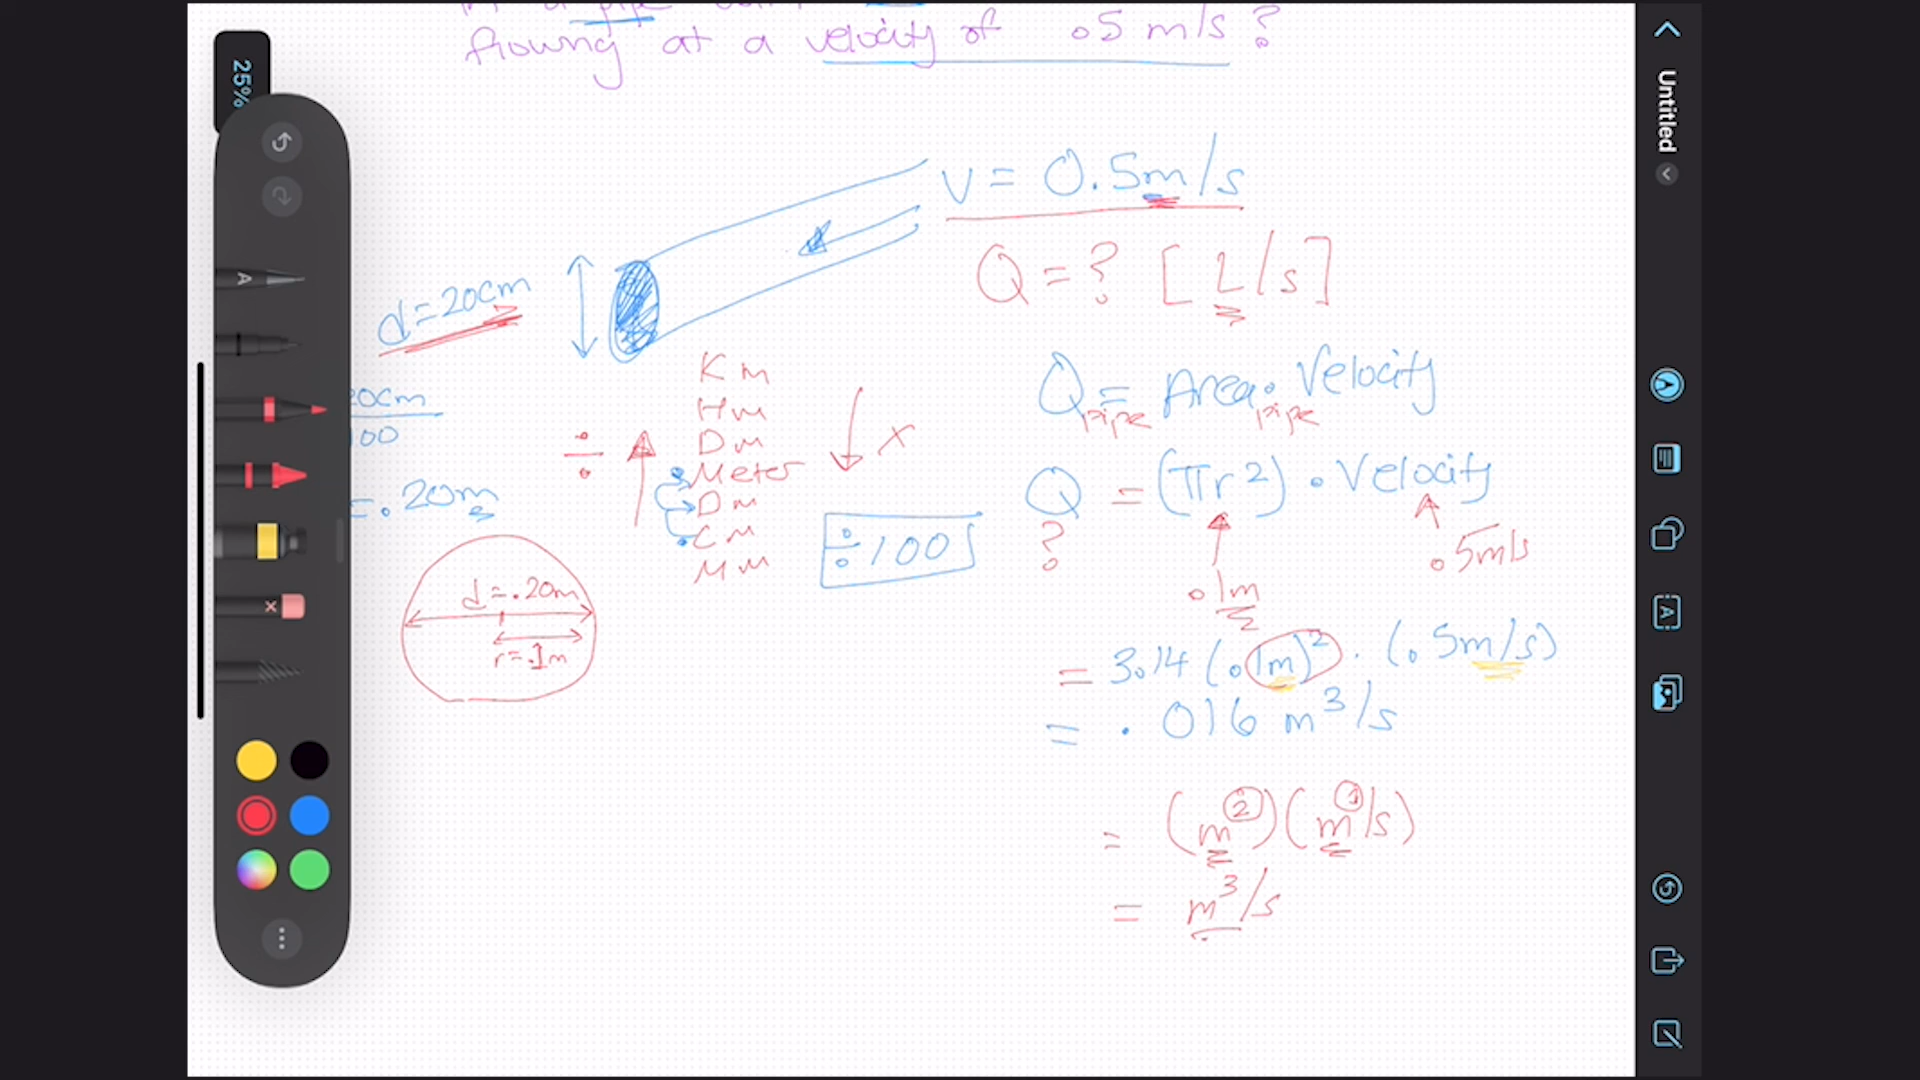 flowing at a velocity of .5 m/s ?
25%
Untitled
V = 0.5m/s
Q = ? [L/s]
d=20cm
Km
Hm
Dm
Meter
Dm
Cm
Mm
÷
x
÷100
0cm
100
= .20m
d=.20m
r=.1m
Q = Area • Velocity
pipe pipe
Q = (πr²) • Velocity
?
.1m
.5m/s
= 3.14 (.1m)² . (.5m/s)
= .016 m³/s
= (m²)(m¹/s)
= m³/s